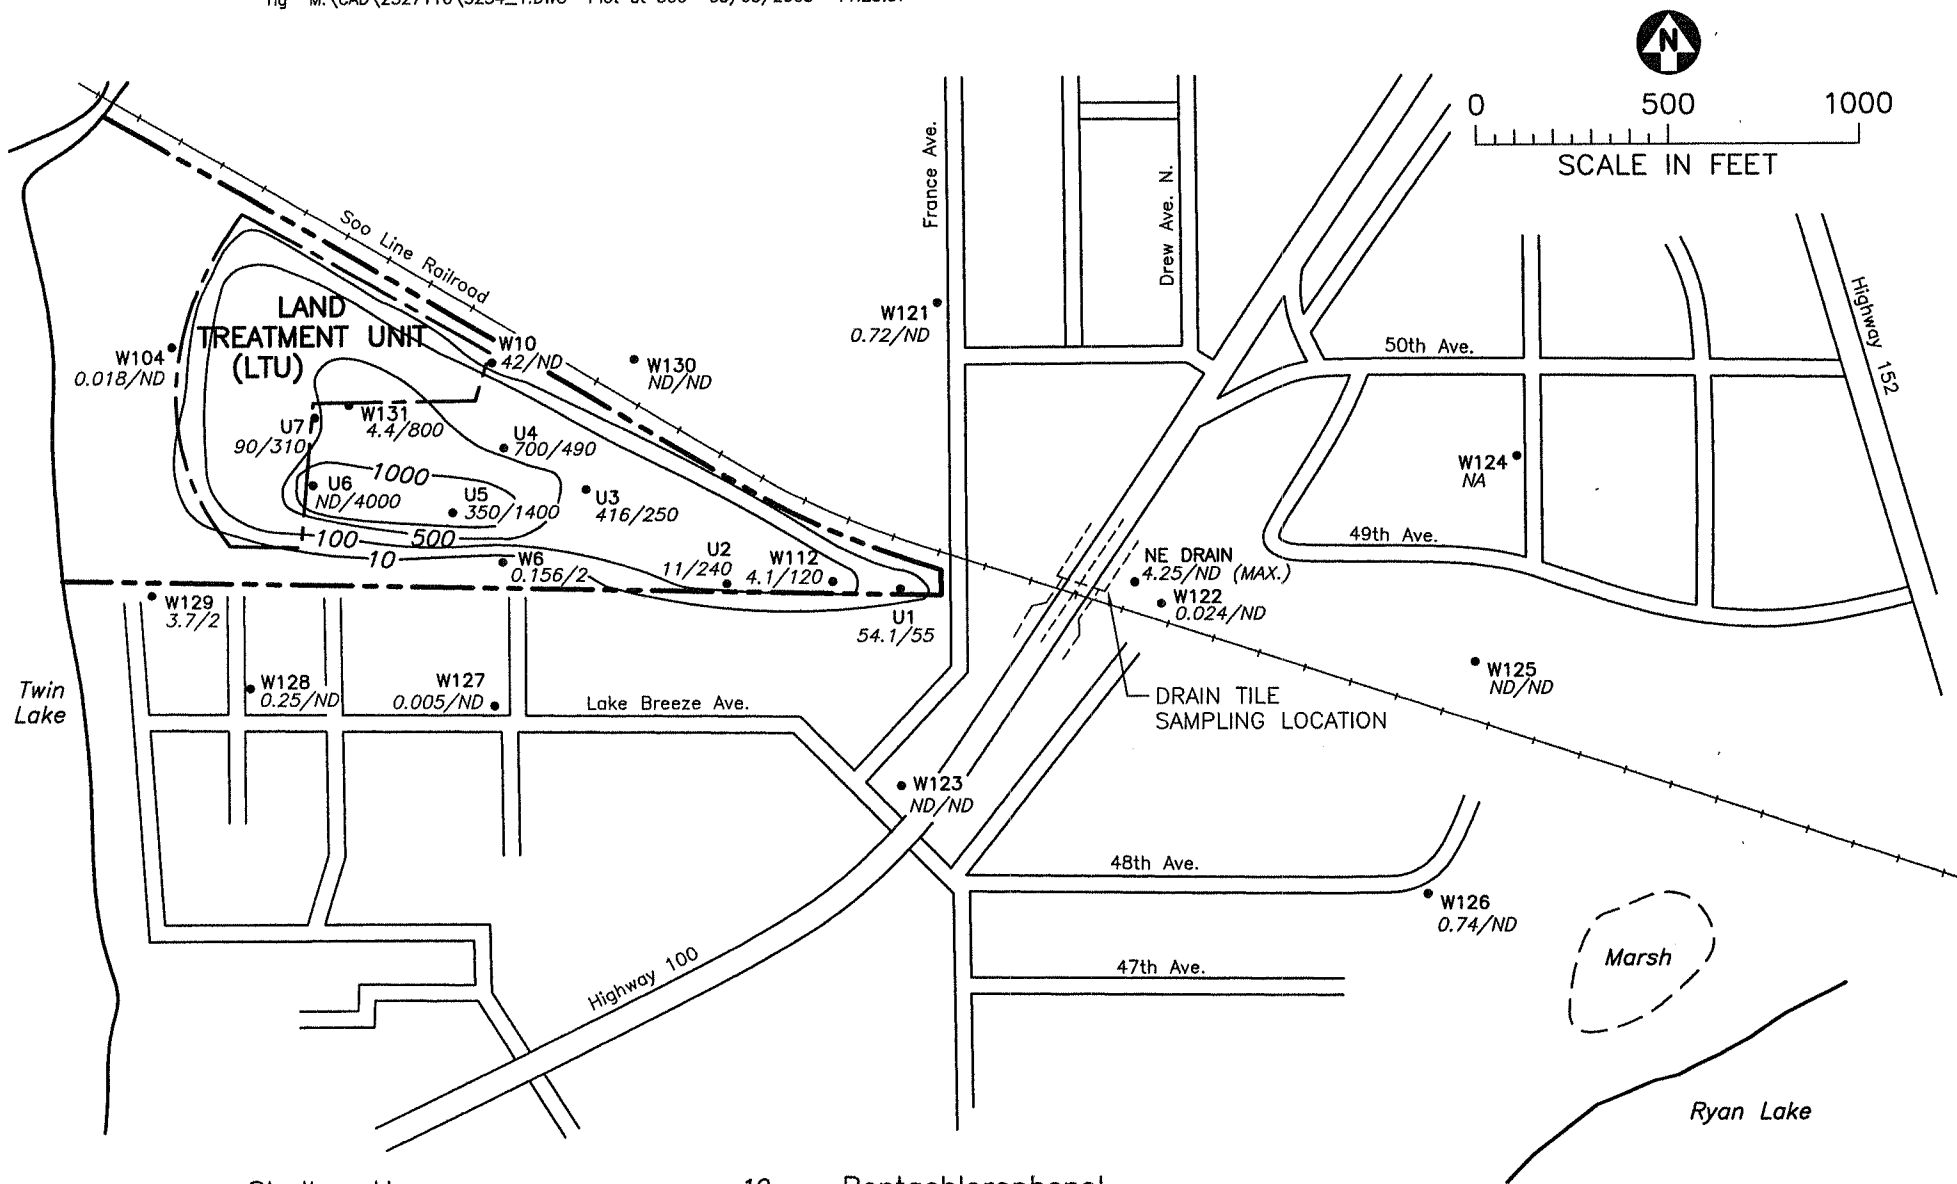 N
0 500 1000
SCALE IN FEET
France Ave.
Drew Ave. N.
Soo Line Railroad
Highway 152
LAND
TREATMENT UNIT
(LTU)
W104
0.018/ND
W10
42/ND
W130
ND/ND
W121
0.72/ND
50th Ave.
W131
4.4/800
U7
90/310
U4
700/490
1000
U6
ND/4000
U5
350/1400
U3
416/250
W124
NA
100
500
10
49th Ave.
W6
0.156/2
U2
11/240
W112
4.1/120
U1
54.1/55
NE DRAIN
4.25/ND (MAX.)
W122
0.024/ND
W129
3.7/2
W128
0.25/ND
W127
0.005/ND
Lake Breeze Ave.
Twin
Lake
W125
ND/ND
DRAIN TILE
SAMPLING LOCATION
W123
ND/ND
48th Ave.
W126
0.74/ND
Highway 100
47th Ave.
Marsh
Ryan Lake